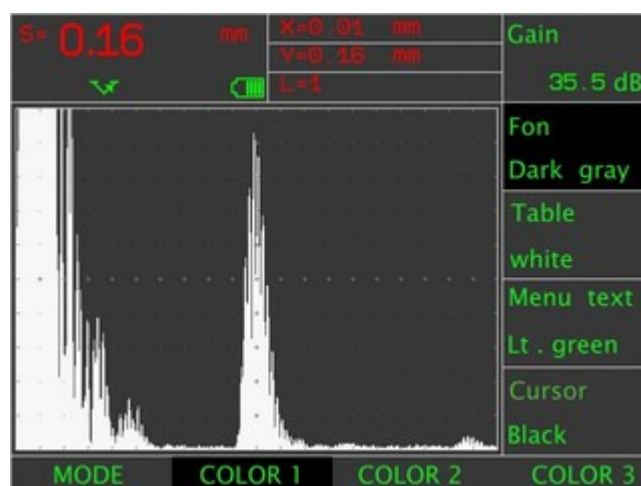 S= 0.16 mm
X=0.01 mm
Y=0.16 mm
L=1
Gain
35.5 dB
Fon
Dark gray
Table
white
Menu text
Lt. green
Cursor
Black
MODE COLOR 1 COLOR 2 COLOR 3